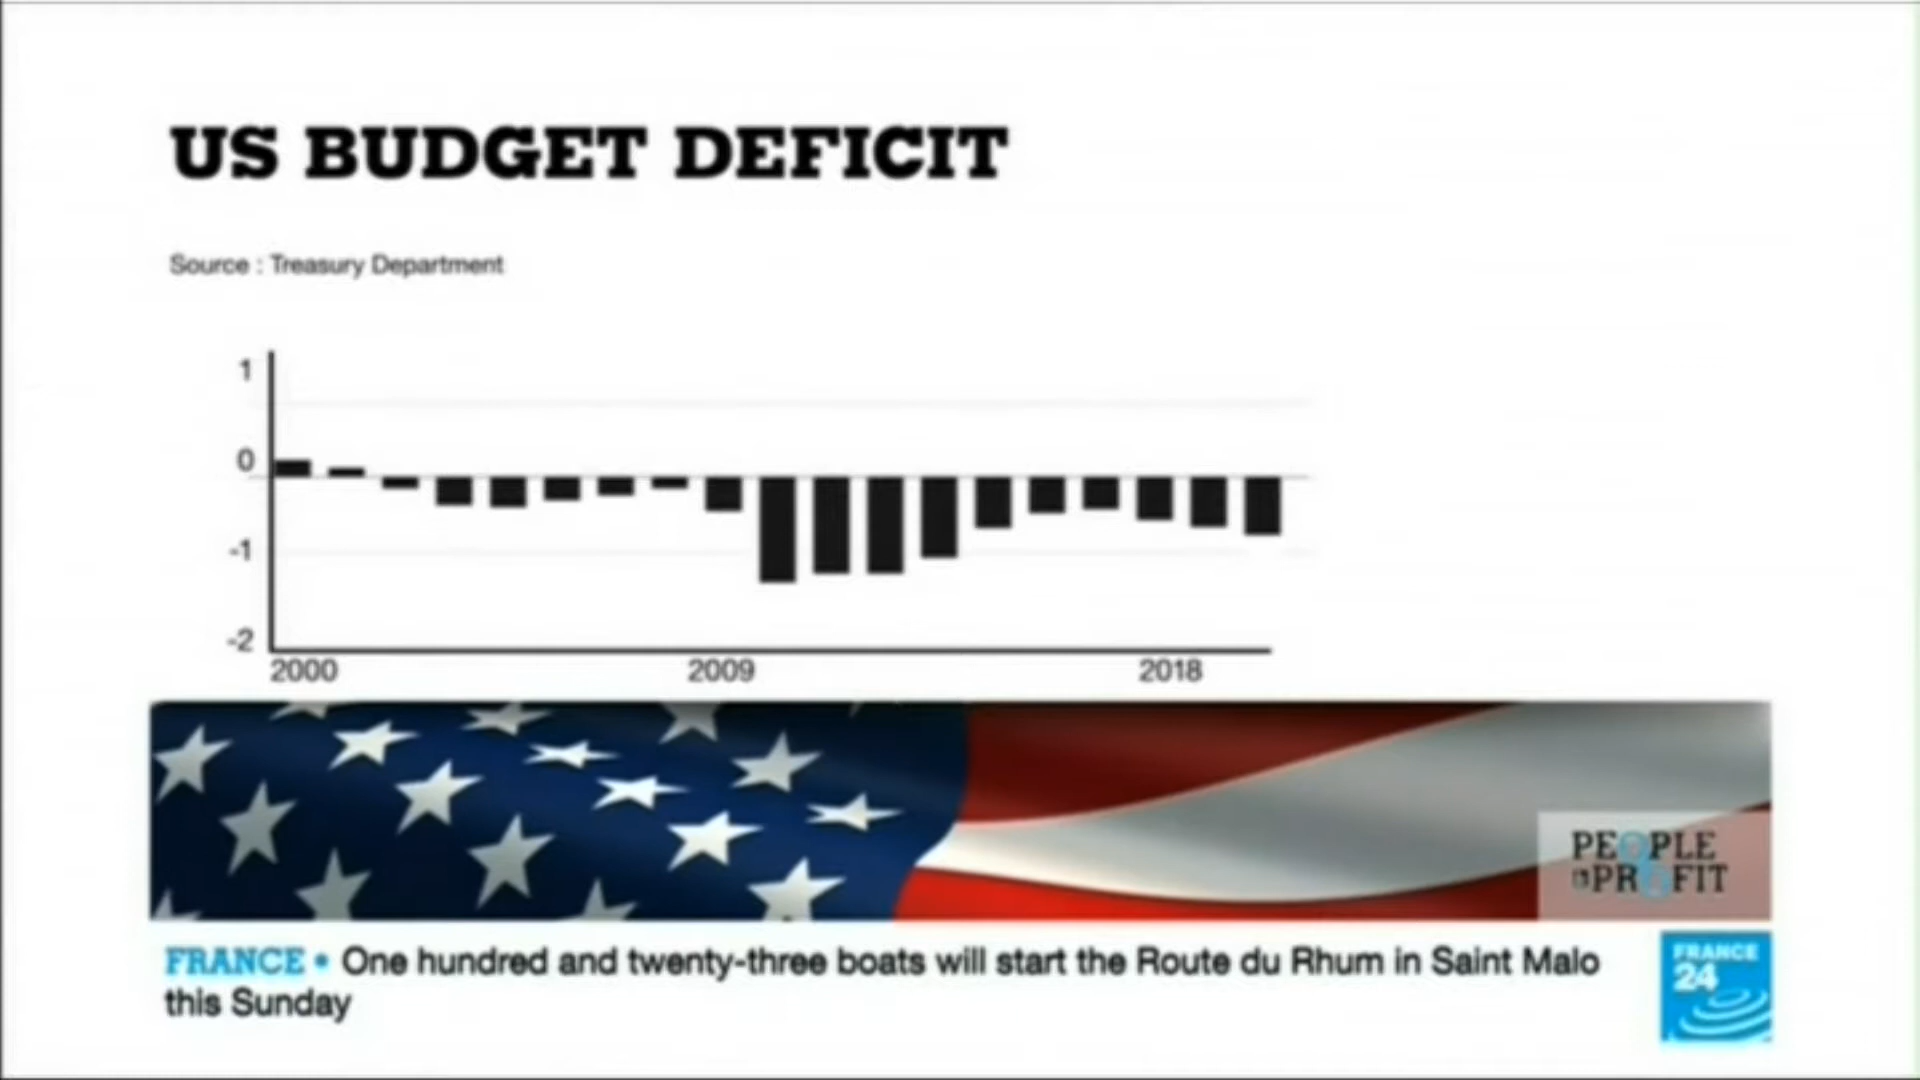 US BUDGET DEFICIT
Source : Treasury Department
1
0
-1
-2
2000
2009
2018
PEOPLE
PROFIT
FRANCE • One hundred and twenty-three boats will start the Route du Rhum in Saint Malo
this Sunday
FRANCE
24